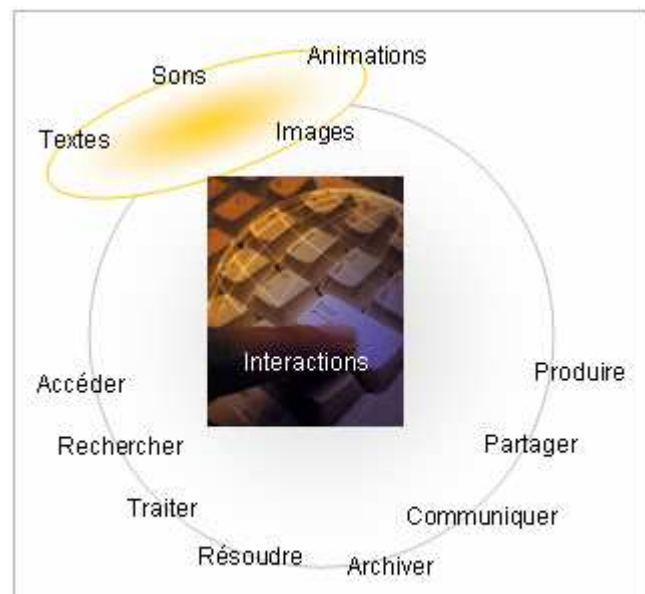 Animations
Sons
Textes
Images
Interactions
Accéder
Produire
Rechercher
Partager
Traiter
Communiquer
Résoudre
Archiver